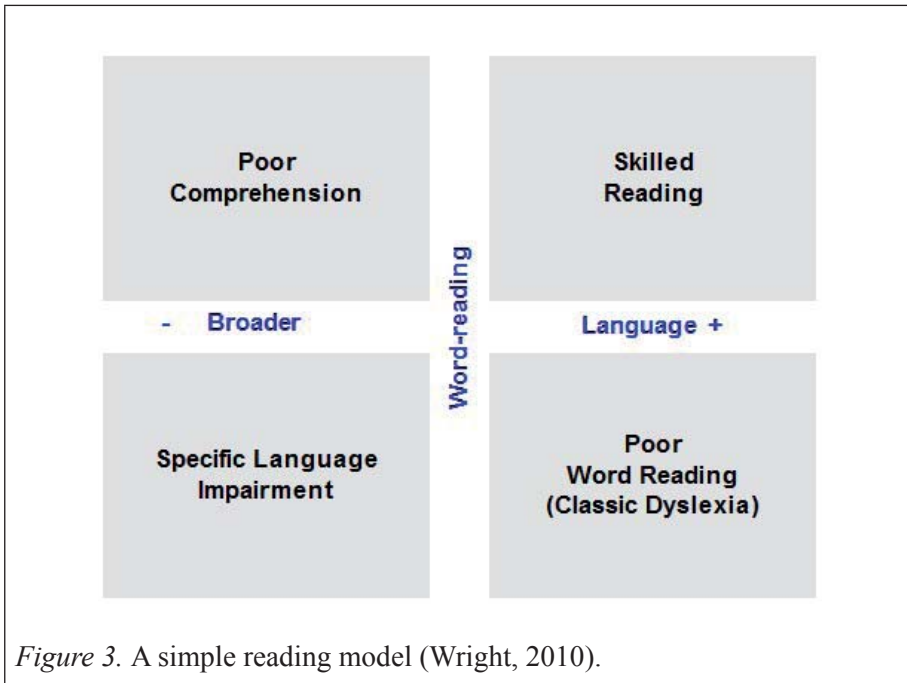 Poor
Comprehension
Skilled
Reading
Word-reading
- Broader
Language +
Specific Language
Impairment
Poor
Word Reading
(Classic Dyslexia)
Figure 3. A simple reading model (Wright, 2010).